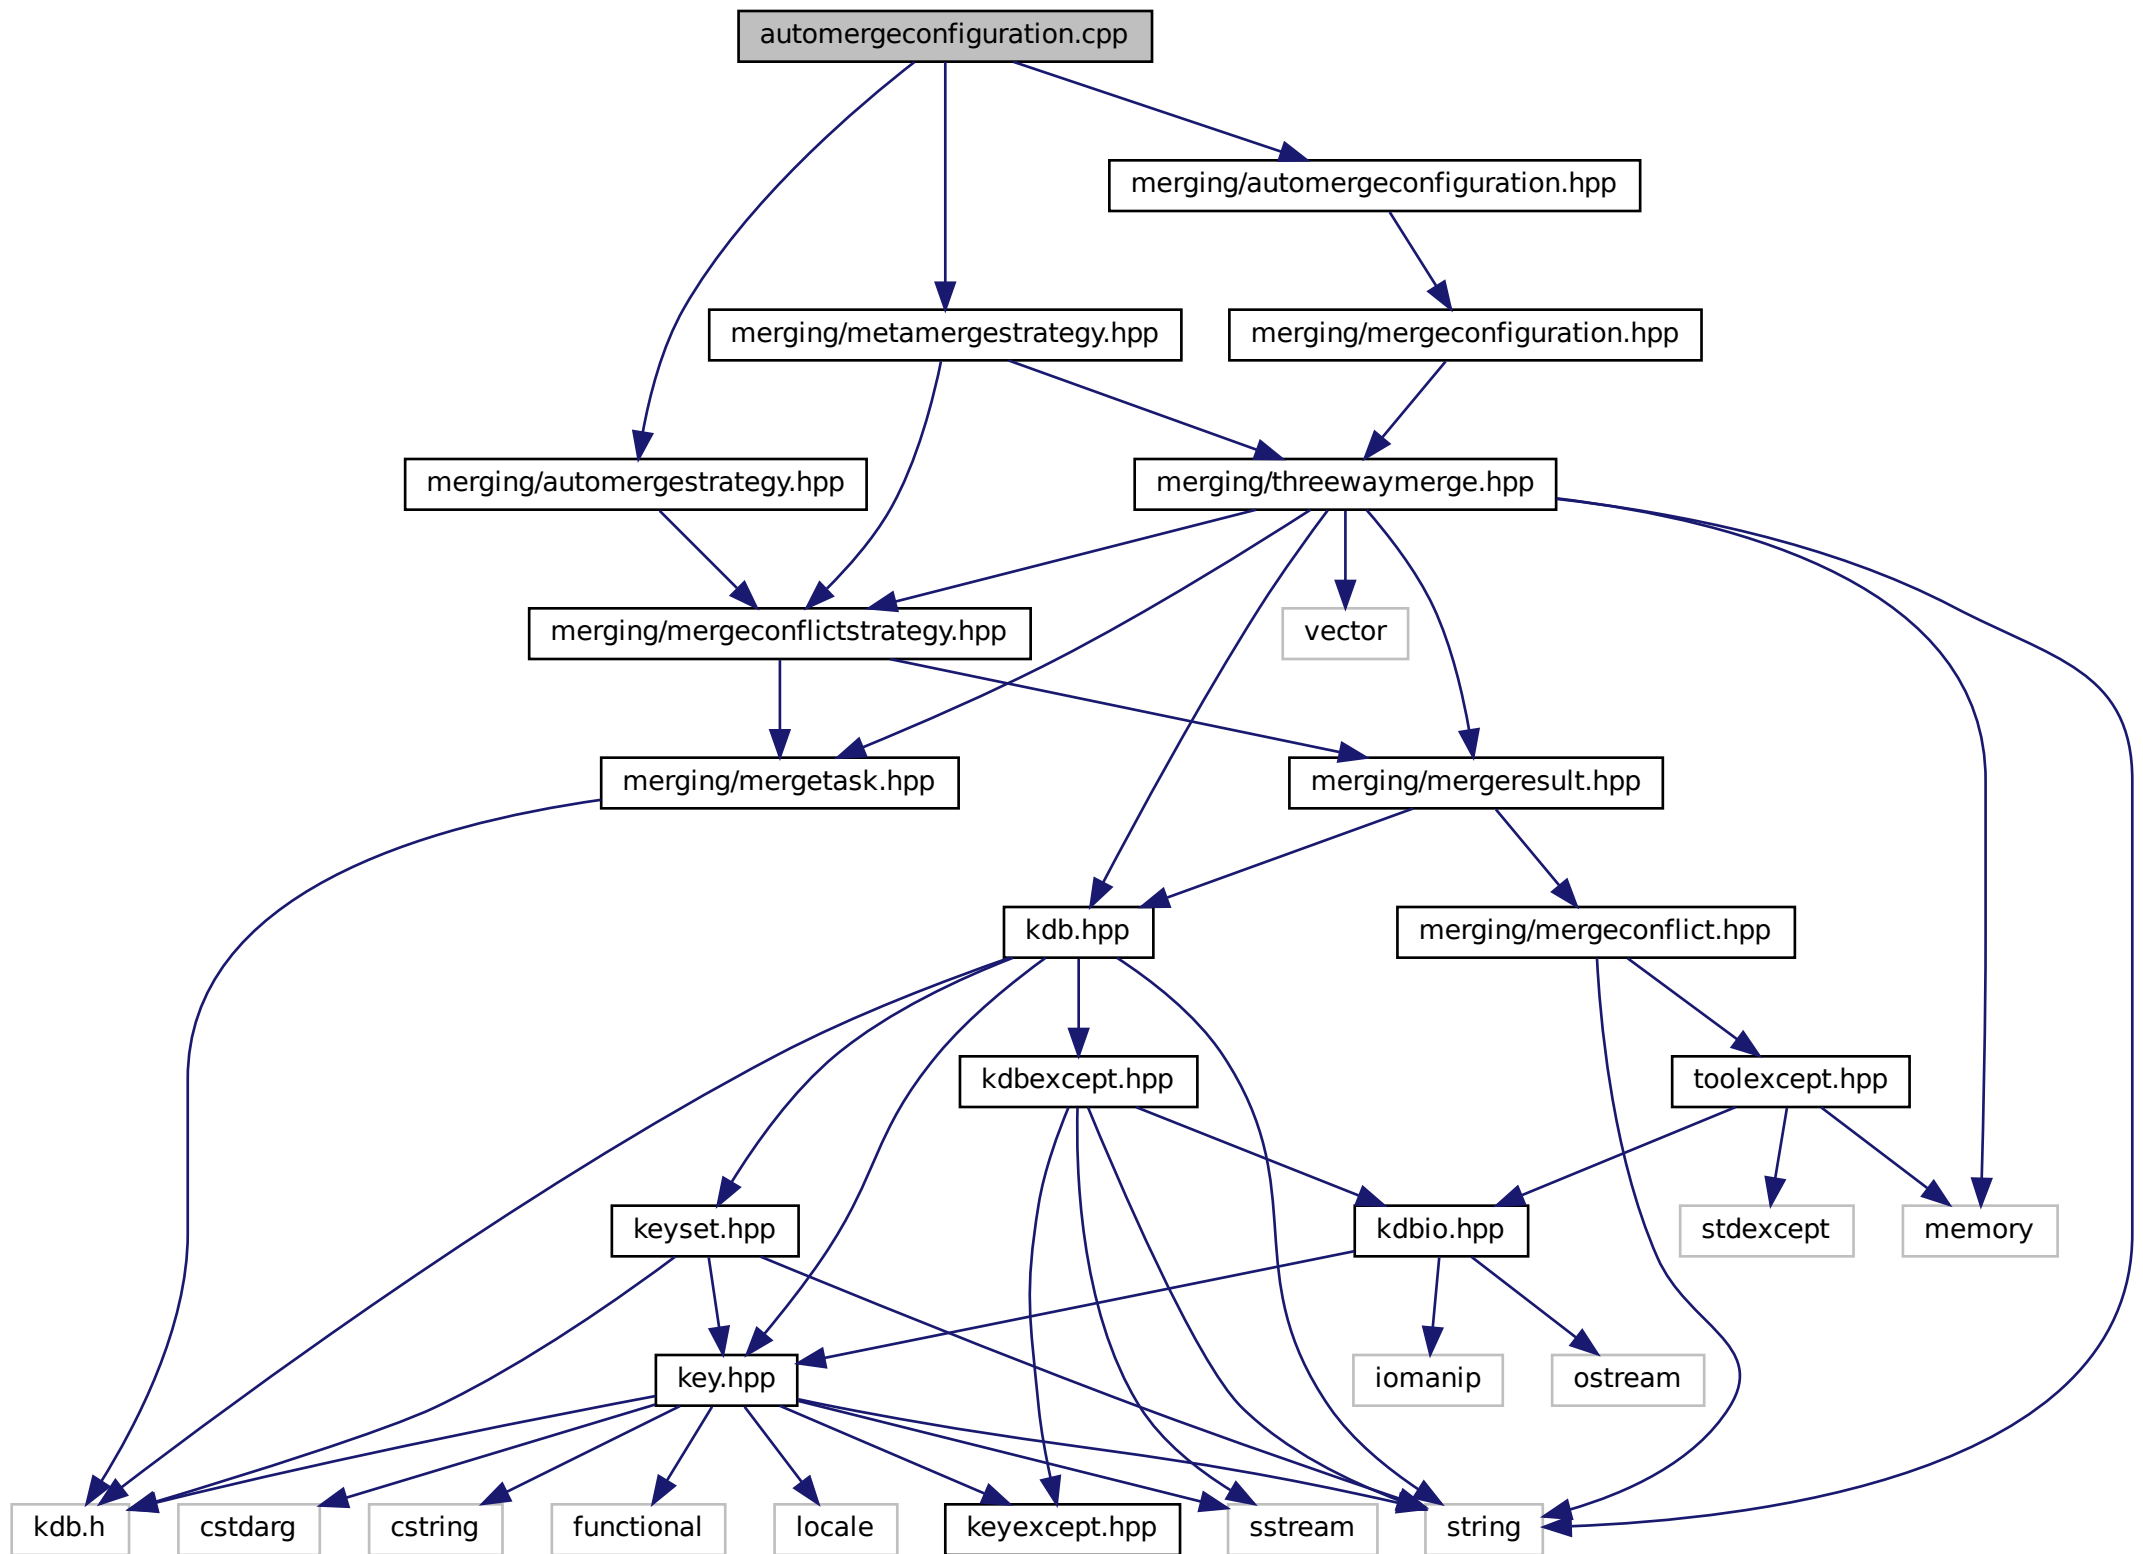 automergeconfiguration.cpp
merging/automergeconfiguration.hpp
merging/metamergestrategy.hpp
merging/mergeconfiguration.hpp
merging/automergestrategy.hpp
merging/threewaymerge.hpp
merging/mergeconflictstrategy.hpp
vector
merging/mergetask.hpp
merging/mergeresult.hpp
kdb.hpp
merging/mergeconflict.hpp
kdbexcept.hpp
toolexcept.hpp
keyset.hpp
kdbio.hpp
stdexcept
memory
key.hpp
iomanip
ostream
kdb.h
cstdarg
cstring
functional
locale
keyexcept.hpp
sstream
string